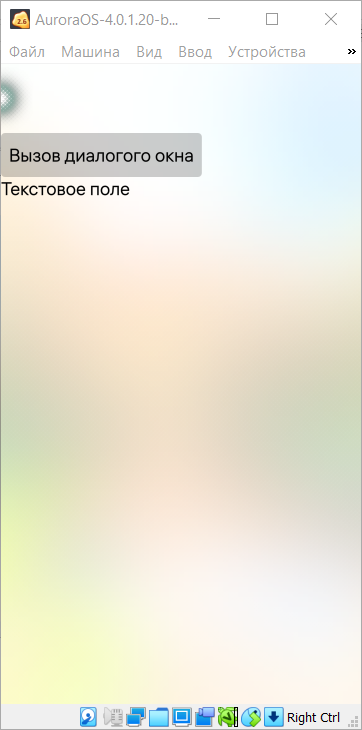 AuroraOS-4.0.1.20-b...
Файл Машина Вид Ввод Устройства »
Вызов диалогого окна
Текстовое поле
Right Ctrl